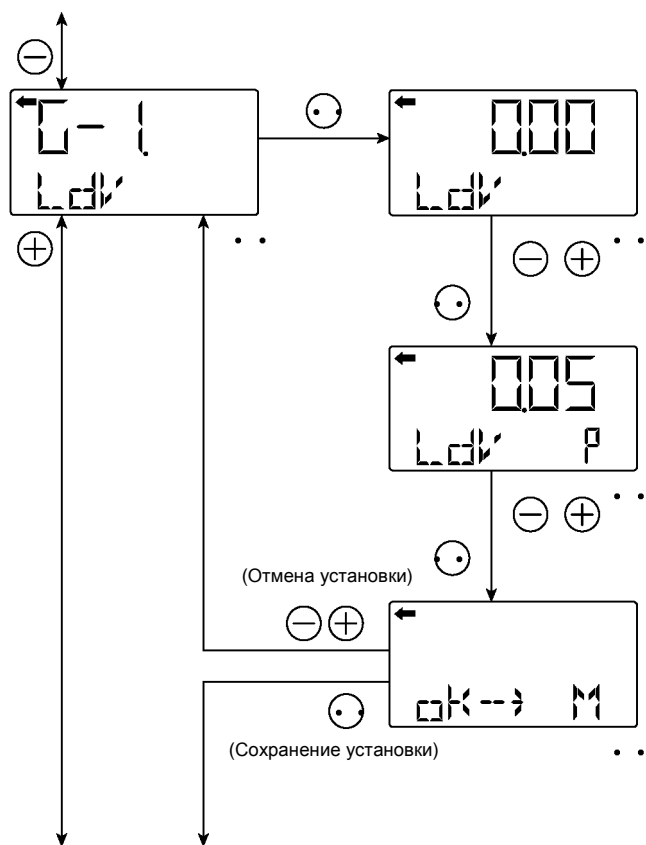 G-1.
LdV
0.00
LdV
0.05
LdV P
(Отмена установки)
oK--> M
(Сохранение установки)